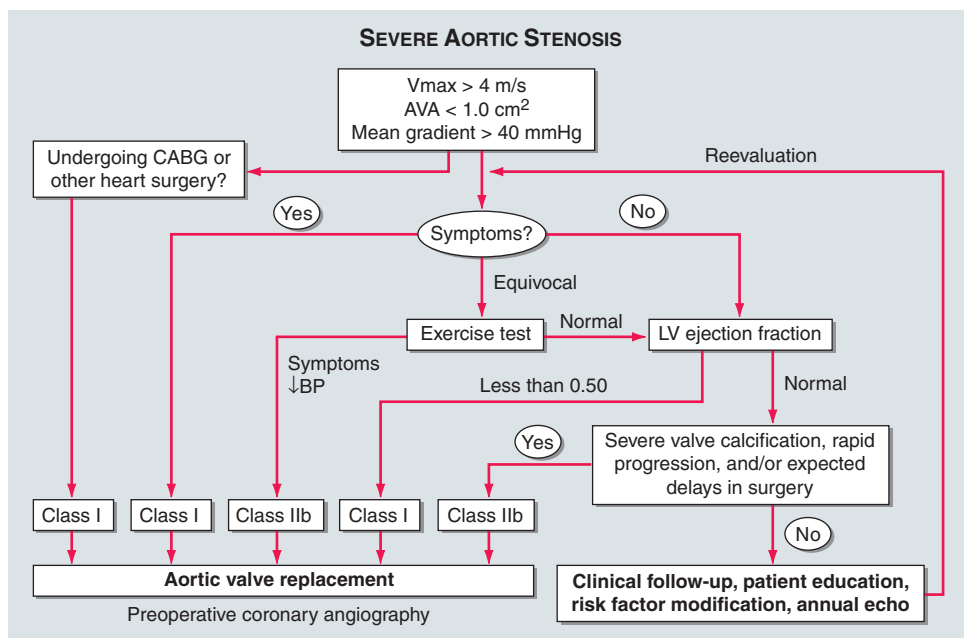 SEVERE AORTIC STENOSIS
Vmax > 4 m/s
AVA < 1.0 cm²
Mean gradient > 40 mmHg
Undergoing CABG or
other heart surgery?
Reevaluation
Yes
No
Symptoms?
Equivocal
Exercise test
Normal
LV ejection fraction
Symptoms
↓BP
Less than 0.50
Normal
Yes
Severe valve calcification, rapid
progression, and/or expected
delays in surgery
Class I
Class I
Class IIb
Class I
Class IIb
No
Aortic valve replacement
Preoperative coronary angiography
Clinical follow-up, patient education,
risk factor modification, annual echo